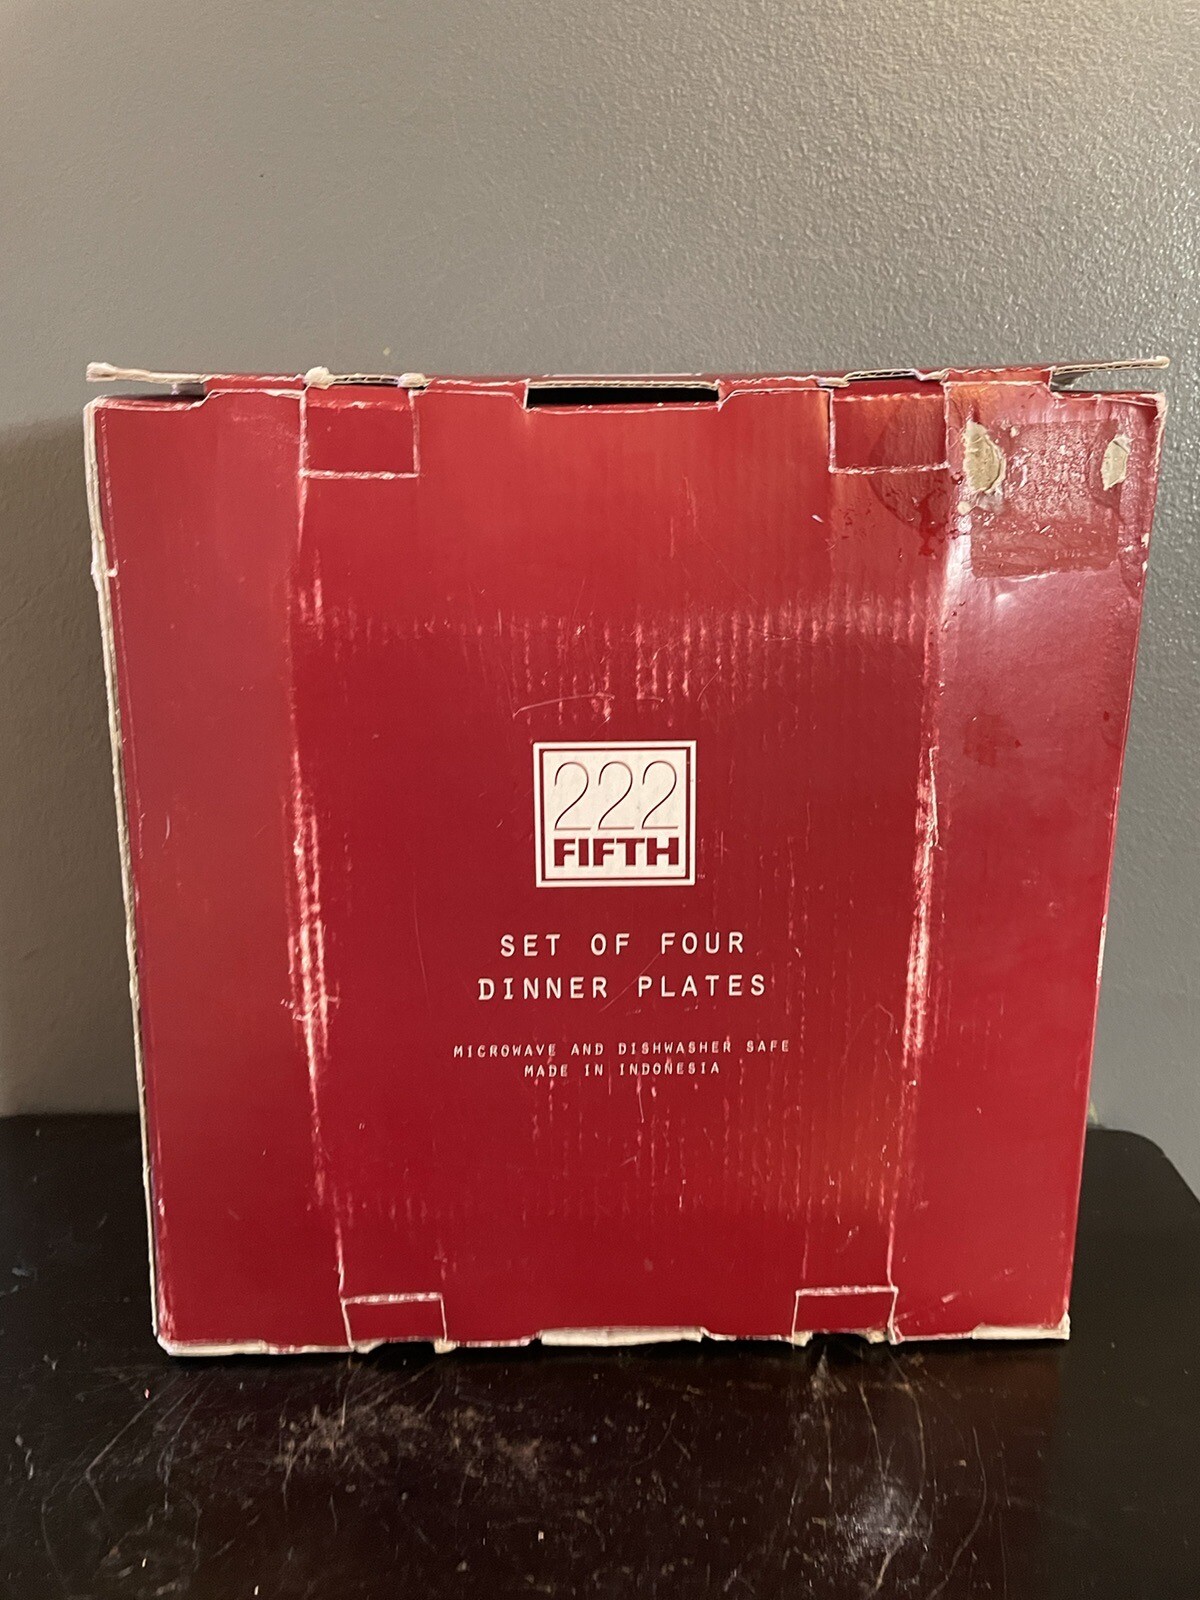 222
FIFTH
SET OF FOUR
DINNER PLATES
MICROWAVE AND DISHWASHER SAFE
MADE IN INDONESIA